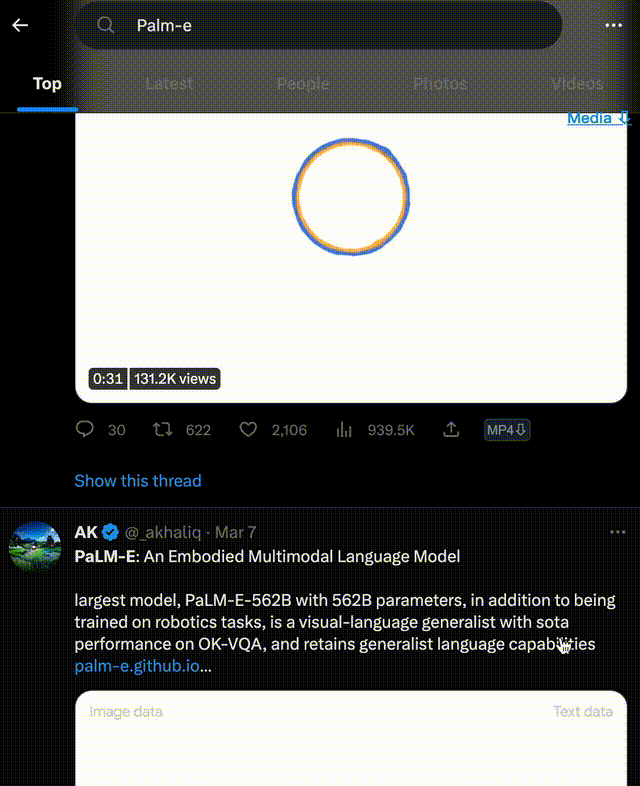 Palm-e
Top Latest People Photos Videos
Media
0:31 131.2K views
30 622 2,106 939.5K MP4
Show this thread
AK @_akhaliq · Mar 7
PaLM-E: An Embodied Multimodal Language Model
largest model, PaLM-E-562B with 562B parameters, in addition to being
trained on robotics tasks, is a visual-language generalist with sota
performance on OK-VQA, and retains generalist language capabilities
palm-e.github.io...
Image data Text data